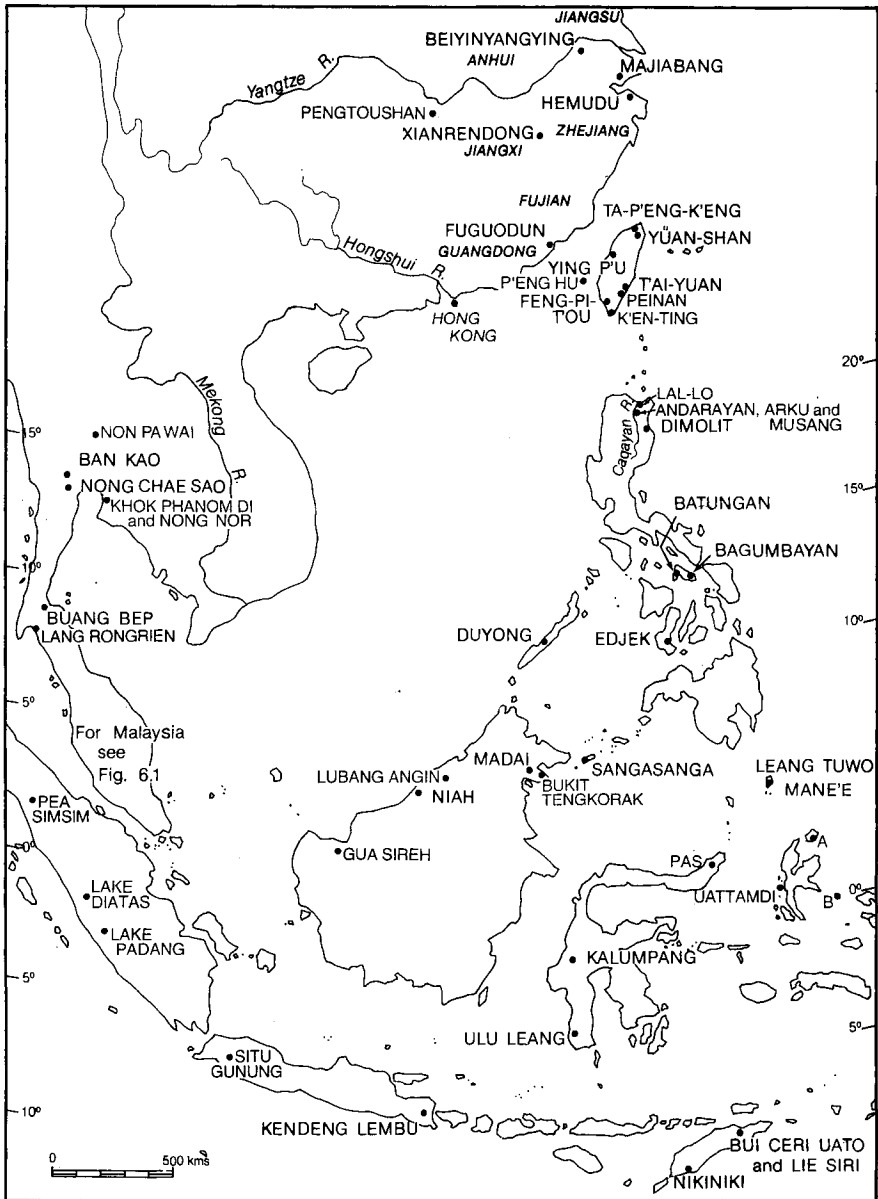 JIANGSU
BEIYINYANGYING
ANHUI
MAJIABANG
Yangtze R.
HEMUDU
PENGTOUSHAN
XIANRENDONG
ZHEJIANG
JIANGXI
FUJIAN
TA-P'ENG-K'ENG
FUGUODUN
YÜAN-SHAN
GUANGDONG
Hongshui R.
YING P'U
P'ENG HU
T'AI-YUAN
FENG-PI-
T'OU
PEINAN
K'EN-TING
HONG
KONG
20°
Mekong R.
LAL-LO
ANDARAYAN, ARKU and
MUSANG
DIMOLIT
Cagayan R.
15°
NON PA WAI
BAN KAO
NONG CHAE SAO
KHOK PHANOM DI
and NONG NOR
15°
BATUNGAN
BAGUMBAYAN
10°
BUANG BEP
LANG RONGRIEN
10°
DUYONG
EDJEK
5°
For Malaysia
see
Fig. 6.1
MADAI
SANGASANGA
LEANG TUWO
MANE'E
LUBANG ANGIN
BUKIT
TENGKORAK
NIAH
PEA
SIMSIM
0°
GUA SIREH
A
PAS
LAKE
DIATAS
UATTAMDI
B
0°
LAKE
PADANG
KALUMPANG
5°
ULU LEANG
5°
SITU
GUNUNG
10°
KENDENG LEMBU
BUI CERI UATO
and LIE SIRI
0 500 kms
NIKINIKI